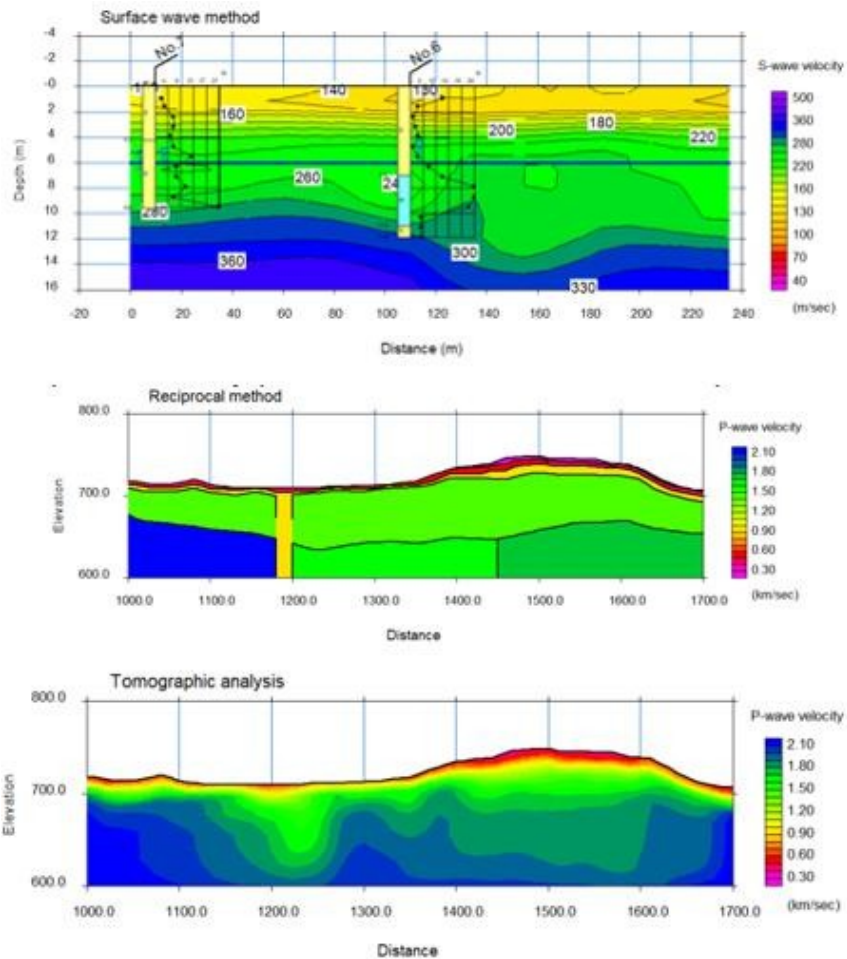 Surface wave method
No.7
No.6
-4
-2
-0
2
4
6
8
10
12
14
16
Depth (m)
140
130
160
200
180
220
260
24
280
300
360
330
-20 0 20 40 60 80 100 120 140 160 180 200 220 240
Distance (m)
S-wave velocity
500
360
280
220
160
130
100
70
40
(m/sec)
Reciprocal method
800.0
700.0
600.0
Elevation
1000.0 1100.0 1200.0 1300.0 1400.0 1500.0 1600.0 1700.0
Distance
P-wave velocity
2.10
1.80
1.50
1.20
0.90
0.60
0.30
(km/sec)
Tomographic analysis
800.0
700.0
600.0
Elevation
1000.0 1100.0 1200.0 1300.0 1400.0 1500.0 1600.0 1700.0
Distance
P-wave velocity
2.10
1.80
1.50
1.20
0.90
0.60
0.30
(km/sec)